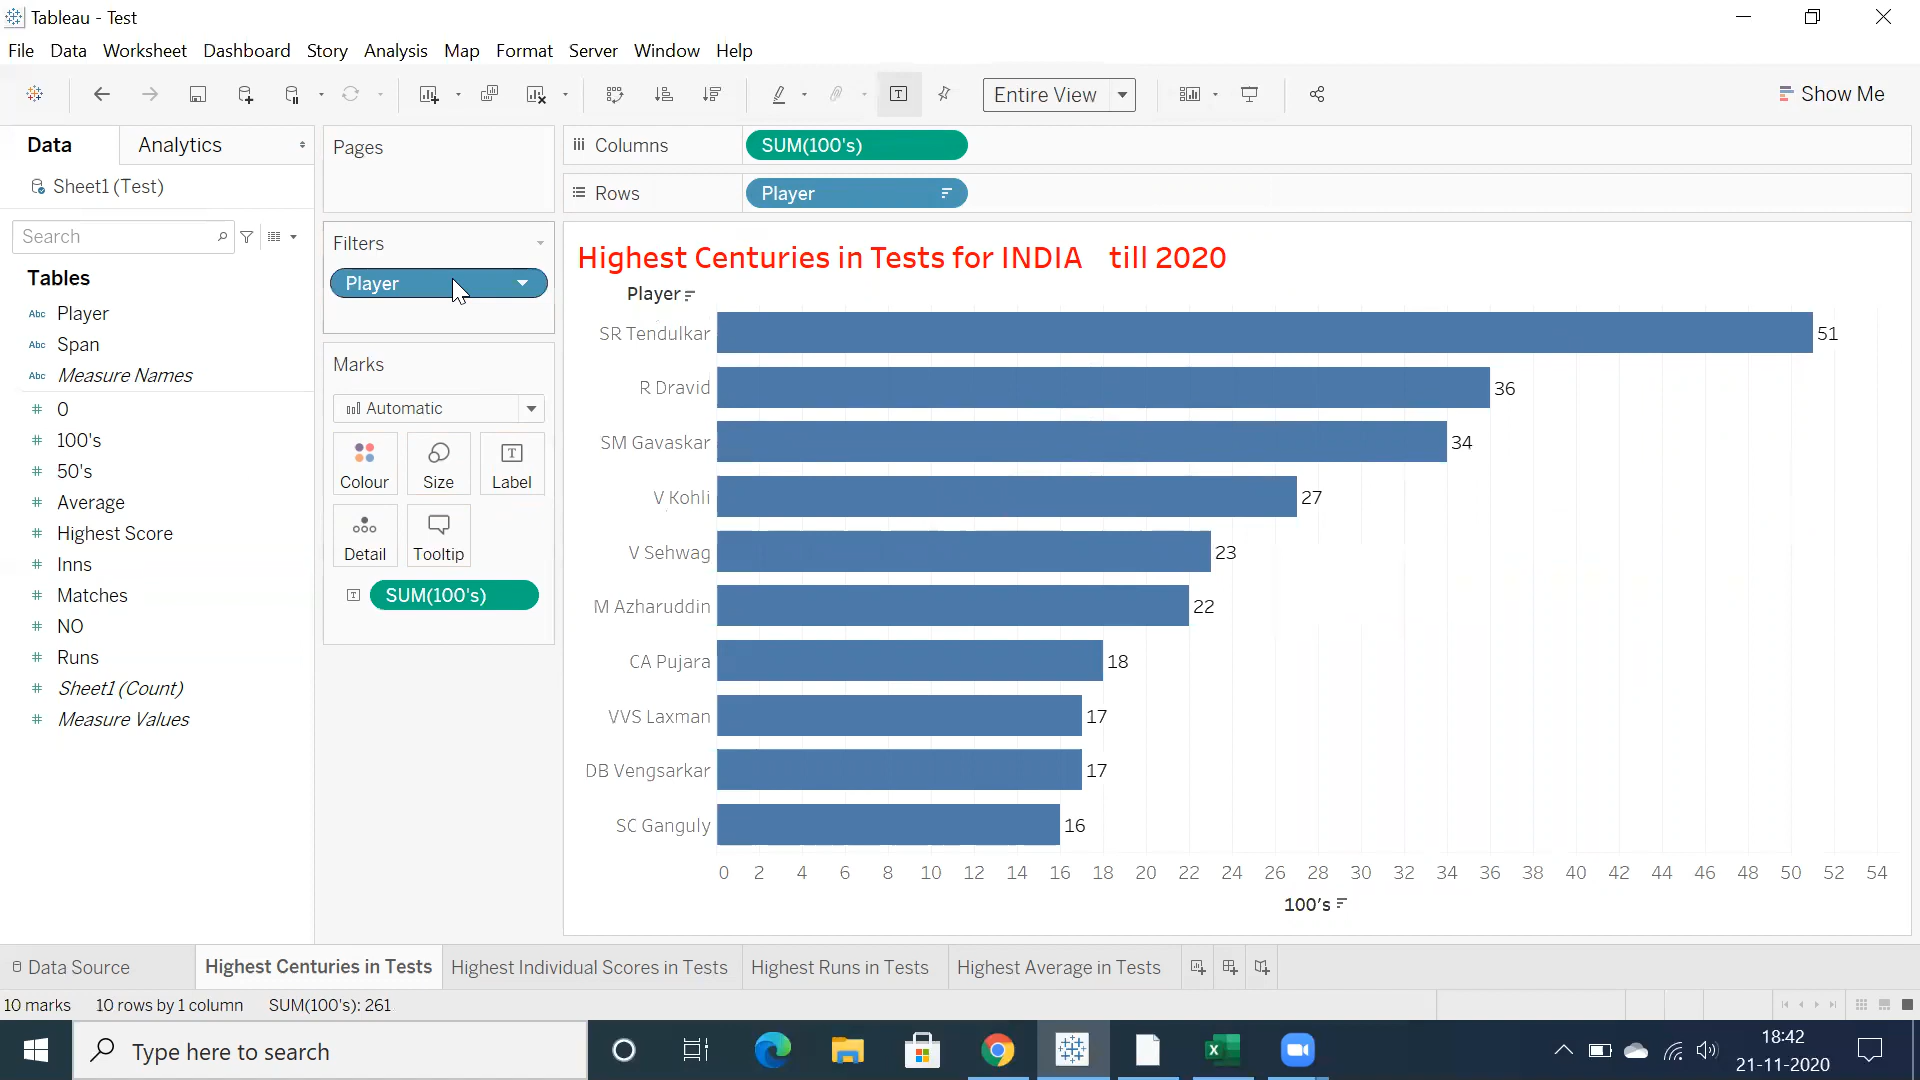 Tableau - Test
File Data Worksheet Dashboard Story Analysis Map Format Server Window Help
Entire View
Show Me
Data Analytics
Sheet1 (Test)
Search
Tables
Abc Player
Abc Span
Abc Measure Names
# 0
# 100's
# 50's
# Average
# Highest Score
# Inns
# Matches
# NO
# Runs
# Sheet1 (Count)
# Measure Values
Pages
Filters
Player
Marks
Automatic
Colour Size Label
Detail Tooltip
SUM(100's)
Columns SUM(100's)
Rows Player
Highest Centuries in Tests for INDIA till 2020
Player
SR Tendulkar 51
R Dravid 36
SM Gavaskar 34
V Kohli 27
V Sehwag 23
M Azharuddin 22
CA Pujara 18
VVS Laxman 17
DB Vengsarkar 17
SC Ganguly 16
0 2 4 6 8 10 12 14 16 18 20 22 24 26 28 30 32 34 36 38 40 42 44 46 48 50 52 54
100's
Data Source Highest Centuries in Tests Highest Individual Scores in Tests Highest Runs in Tests Highest Average in Tests
10 marks 10 rows by 1 column SUM(100's): 261
Type here to search
18:42
21-11-2020